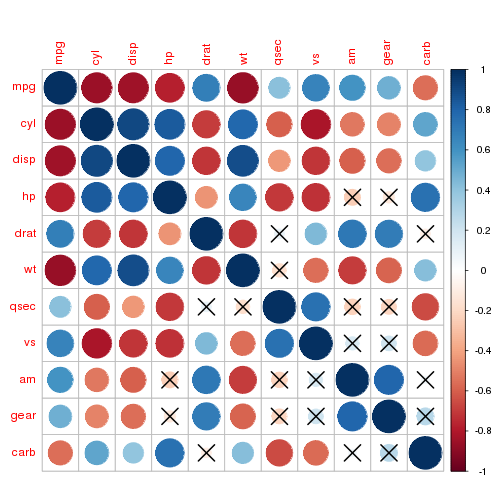 mpg cyl disp hp drat wt qsec vs am gear carb
mpg
cyl
disp
hp
drat
wt
qsec
vs
am
gear
carb
1
0.8
0.6
0.4
0.2
0
-0.2
-0.4
-0.6
-0.8
-1